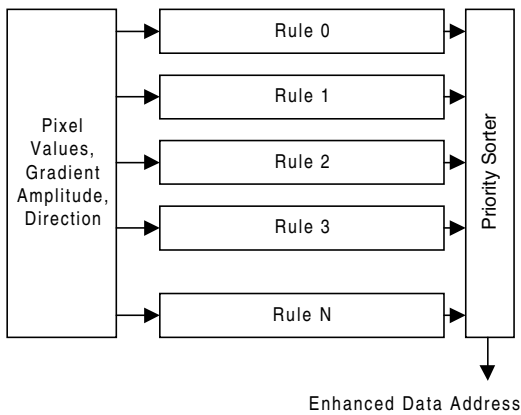 Rule 0
Rule 1
Pixel
Values,
Gradient
Amplitude,
Direction
Rule 2
Rule 3
Rule N
Priority Sorter
Enhanced Data Address